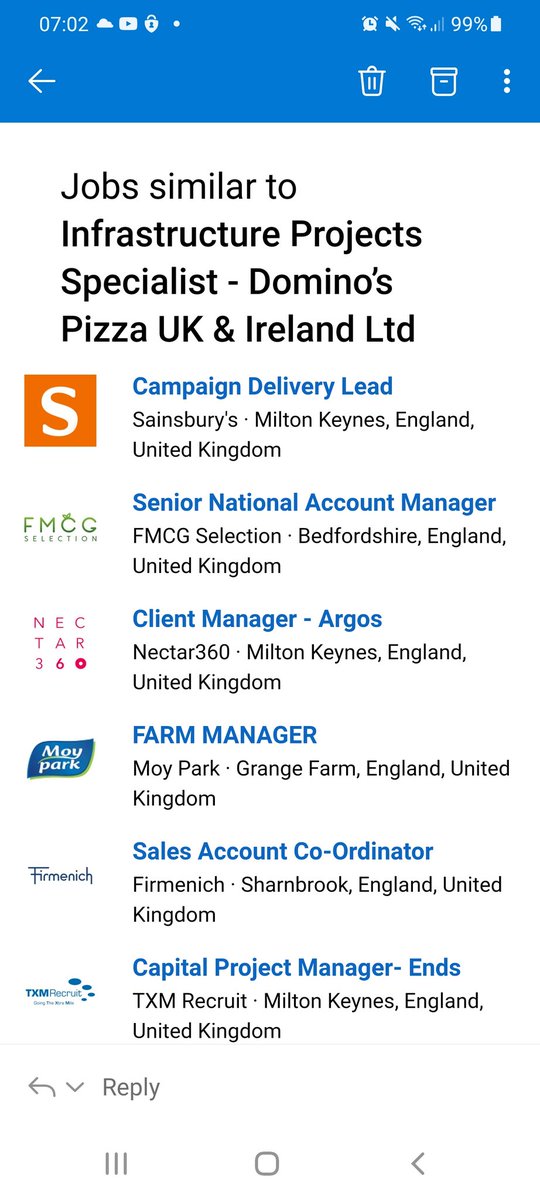 07:02
99%
Jobs similar to
Infrastructure Projects
Specialist - Domino's
Pizza UK & Ireland Ltd
S
Campaign Delivery Lead
Sainsbury's · Milton Keynes, England,
United Kingdom
FMCG
SELECTION
Senior National Account Manager
FMCG Selection · Bedfordshire, England,
United Kingdom
NEC
TAR
360
Client Manager - Argos
Nectar360 · Milton Keynes, England,
United Kingdom
Moy
park
FARM MANAGER
Moy Park · Grange Farm, England, United
Kingdom
Firmenich
Sales Account Co-Ordinator
Firmenich · Sharnbrook, England, United
Kingdom
TXMRecruit
Going The Xtra Mile
Capital Project Manager- Ends
TXM Recruit · Milton Keynes, England,
United Kingdom
Reply